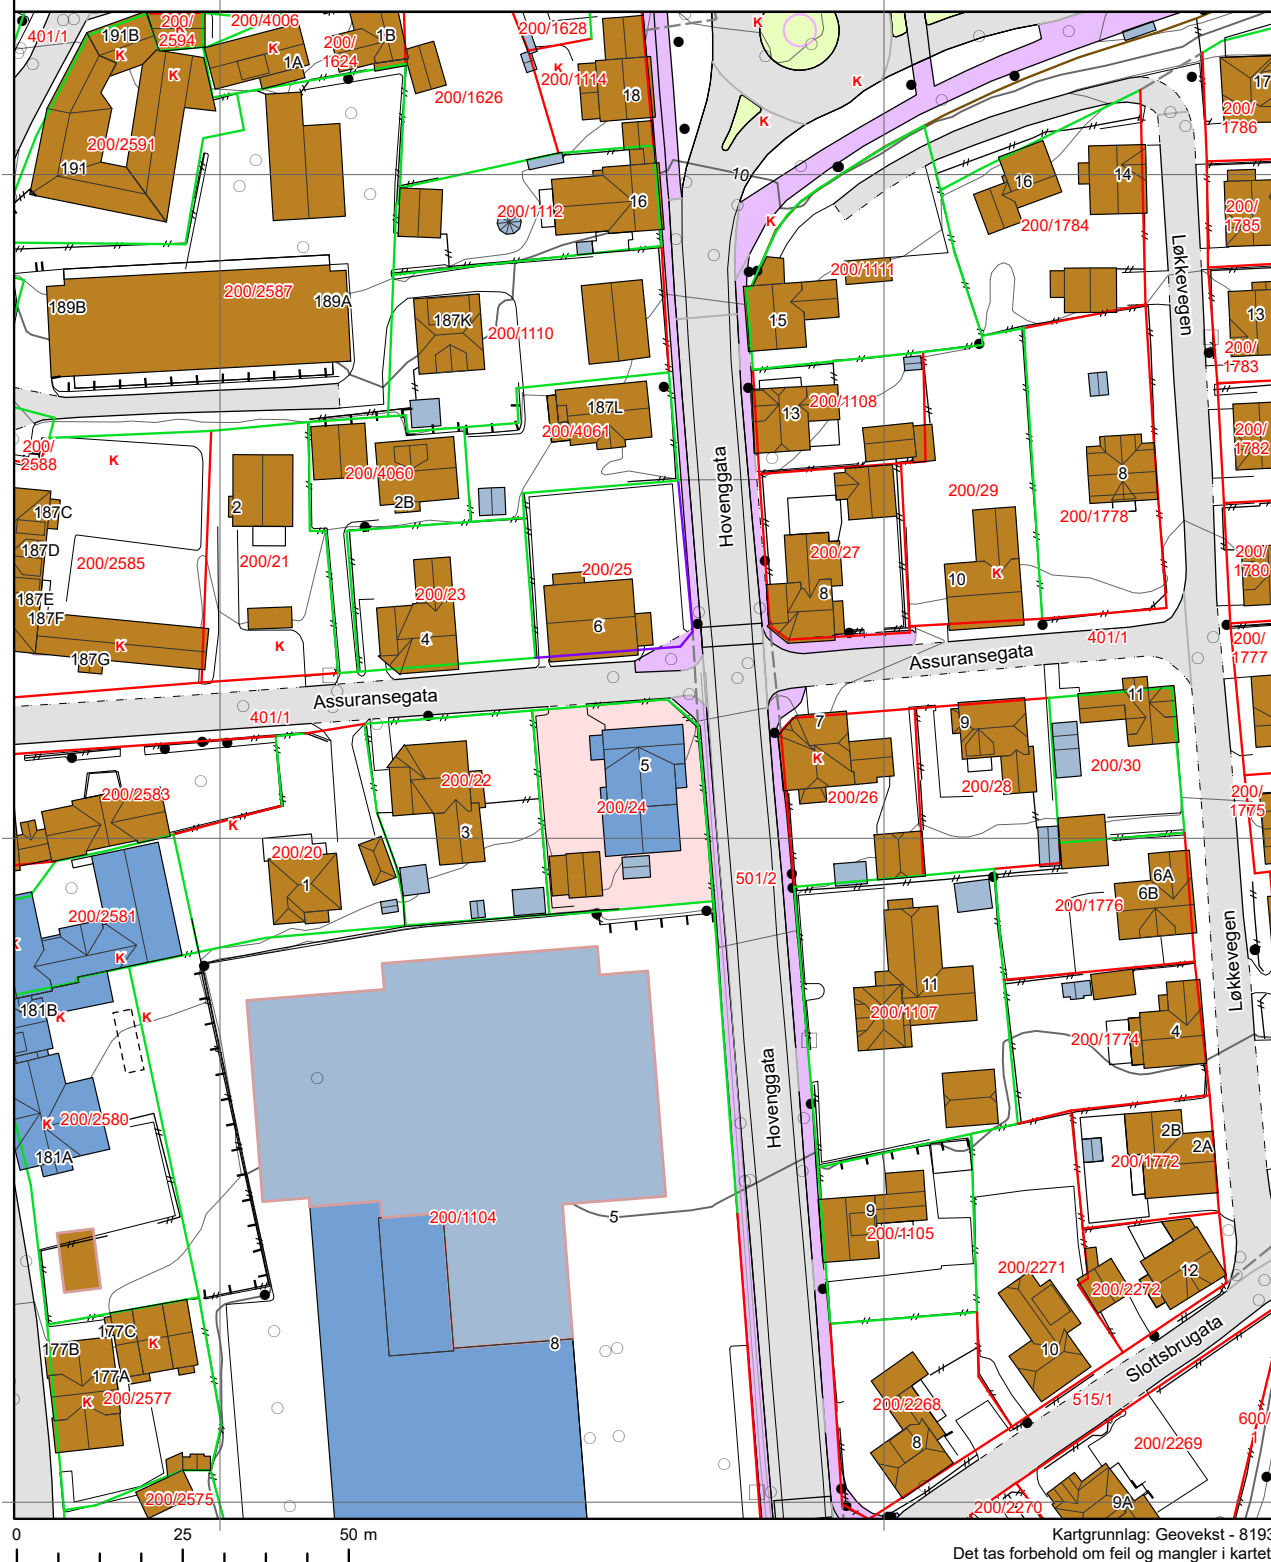 401/1
191B
200/
2594
200/4006
K
K
K
1A
200/
1624
1B
200/1626
200/1628
K
200/1114
18
K
K
K
17
200/
1786
200/2591
191
10
16
14
200/1112
16
K
200/1784
200/
1785
Løkkevegen
200/1111
189B
200/2587
189A
187K
200/1110
15
13
200/
1783
187L
200/4061
13
200/1108
200/
1782
200/
2588
K
200/4060
2B
2
Hovenggata
8
200/29
200/1778
187C
187D
200/2585
200/21
200/25
200/27
200/
1780
187E
187F
200/23
8
10
K
K
187G
K
4
6
401/1
200/
1777
Assuransegata
Assuransegata
401/1
7
9
11
K
5
200/22
200/30
200/2583
200/24
200/26
200/28
200/
1775
K
3
200/20
1
501/2
6A
6B
200/1776
200/2581
K
K
11
Løkkevegen
181B
K
K
200/1107
200/1774
4
Hovenggata
K
200/2580
181A
2B
2A
200/1772
200/1104
5
9
200/1105
200/2271
12
200/2272
177C
K
177B
8
10
Slottsbrugata
177A
K
200/2577
200/2268
515/1
600/
1
8
200/2269
200/2575
200/2270
9A
0
25
50 m
Kartgrunnlag: Geovekst - 8193
Det tas forbehold om feil og mangler i kartet